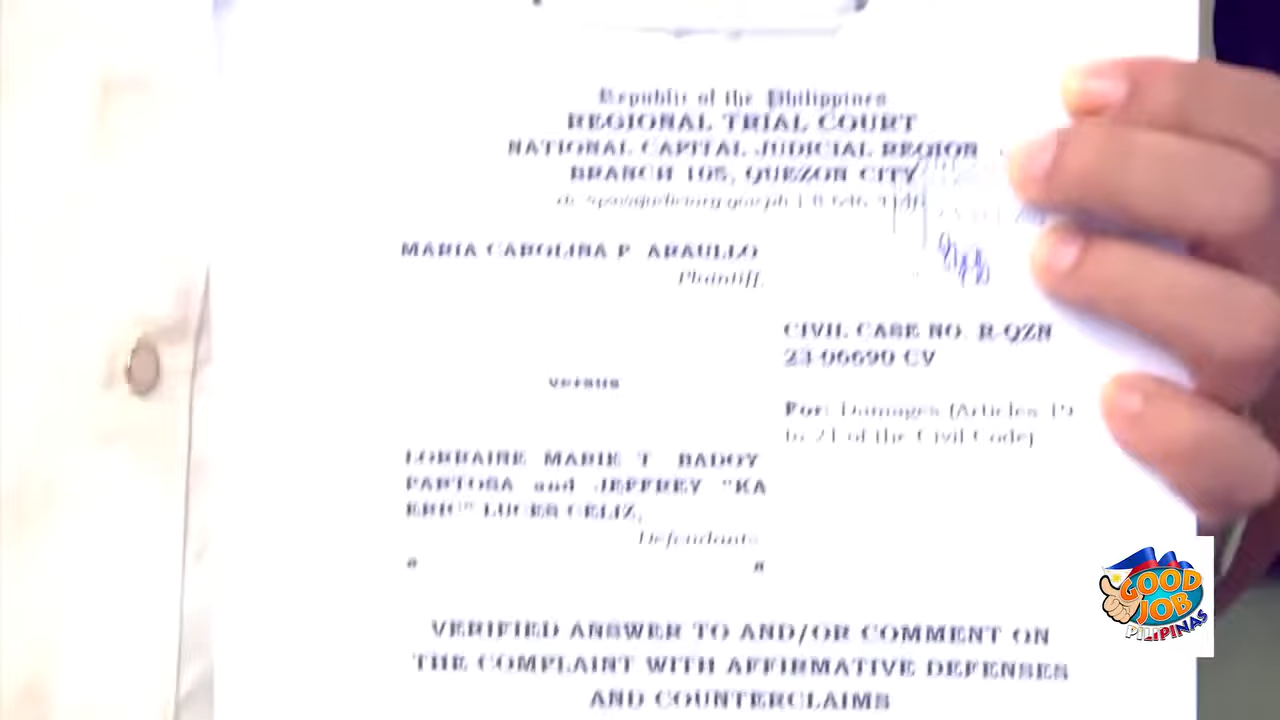 Republic of the Philippines
REGIONAL TRIAL COURT
NATIONAL CAPITAL JUDICIAL REGION
BRANCH 105, QUEZON CITY
MARIA CAROLINA P. ARAULLO
Plaintiff,
CIVIL CASE NO. R-QZN
23-06690 CV
versus
For: Damages (Articles 19
to 21 of the Civil Code)
LORRAINE MARIE T. BADOY
PARTOSA and JEFFREY "KA
ERIC" LUCES CELIZ,
Defendants
x x
VERIFIED ANSWER TO AND/OR COMMENT ON
THE COMPLAINT WITH AFFIRMATIVE DEFENSES
AND COUNTERCLAIMS
GOOD
JOB
PILIPINAS